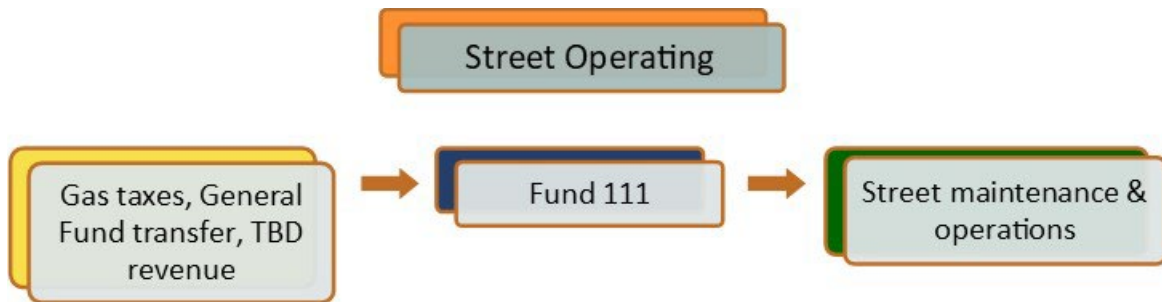 Street Operating
Gas taxes, General
Fund transfer, TBD
revenue
Fund 111
Street maintenance &
operations